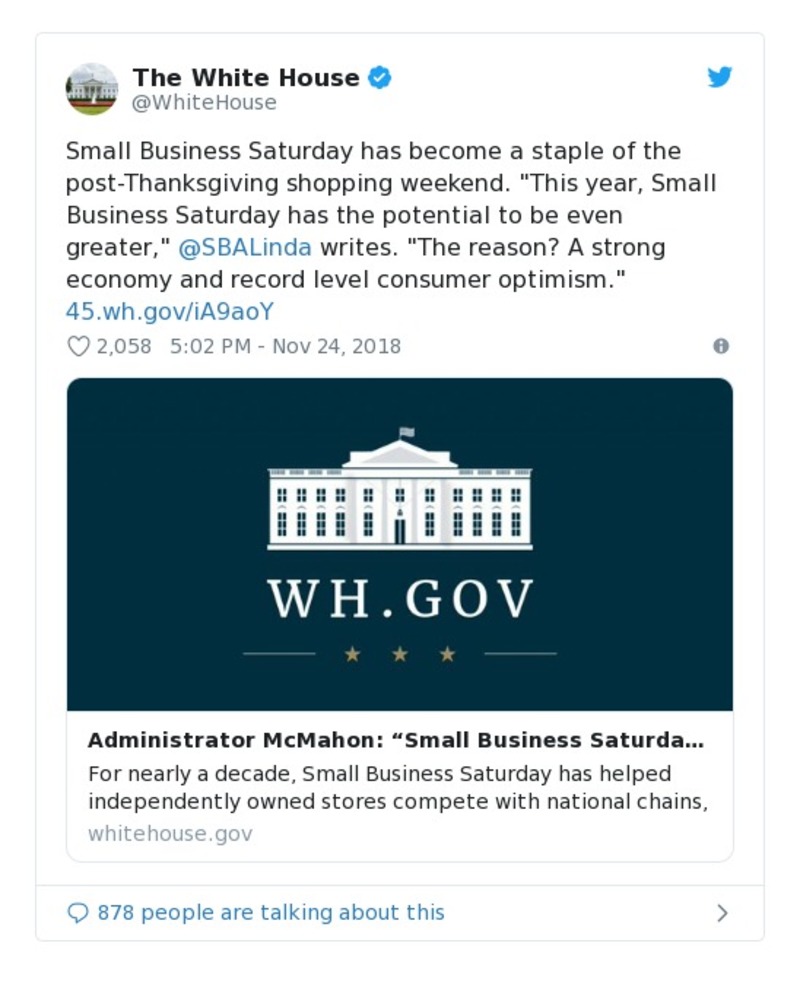 The White House
@WhiteHouse
Small Business Saturday has become a staple of the
post-Thanksgiving shopping weekend. "This year, Small
Business Saturday has the potential to be even
greater," @SBALinda writes. "The reason? A strong
economy and record level consumer optimism."
45.wh.gov/iA9aoY
2,058 5:02 PM - Nov 24, 2018
WH.GOV
Administrator McMahon: “Small Business Saturda...
For nearly a decade, Small Business Saturday has helped
independently owned stores compete with national chains,
whitehouse.gov
878 people are talking about this